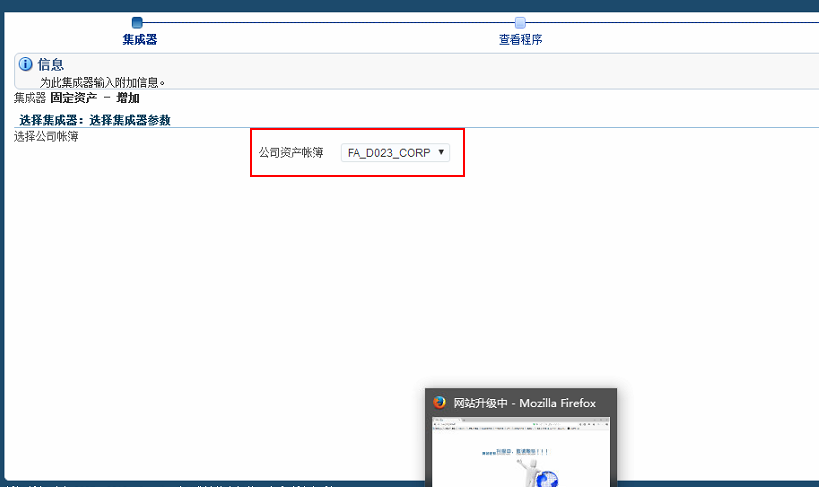 集成器
查看程序
信息
为此集成器输入附加信息。
集成器 固定资产 - 增加
选择集成器: 选择集成器参数
选择公司帐簿
公司资产帐簿 FA_D023_CORP
网站升级中 - Mozilla Firefox